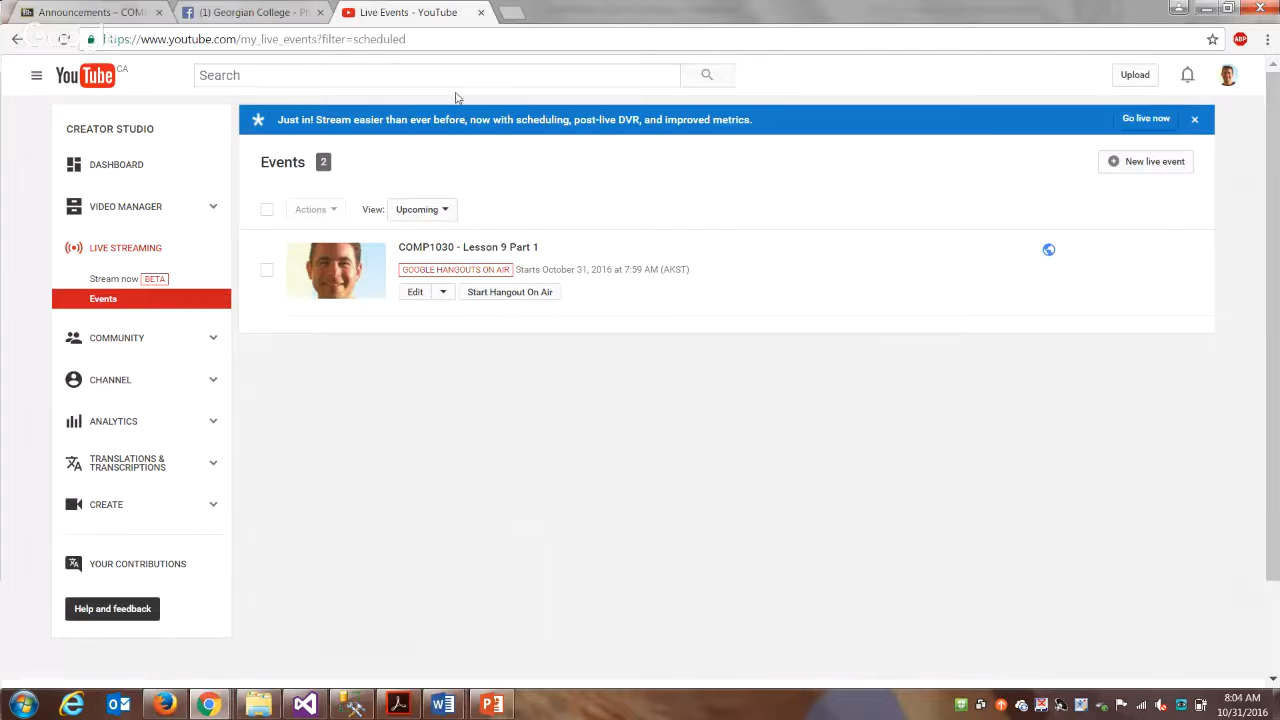 Announcements – COM
(1) Georgian College - Ph
Live Events - YouTube
https://www.youtube.com/my_live_events?filter=scheduled
ABP
YouTube CA
Search
Upload
CREATOR STUDIO
DASHBOARD
VIDEO MANAGER
LIVE STREAMING
Stream now BETA
Events
COMMUNITY
CHANNEL
ANALYTICS
TRANSLATIONS &
TRANSCRIPTIONS
CREATE
YOUR CONTRIBUTIONS
Help and feedback
Just in! Stream easier than ever before, now with scheduling, post-live DVR, and improved metrics.
Go live now
Events 2
New live event
Actions
View: Upcoming
COMP1030 - Lesson 9 Part 1
GOOGLE HANGOUTS ON AIR Starts October 31, 2016 at 7:59 AM (AKST)
Edit
Start Hangout On Air
8:04 AM
10/31/2016